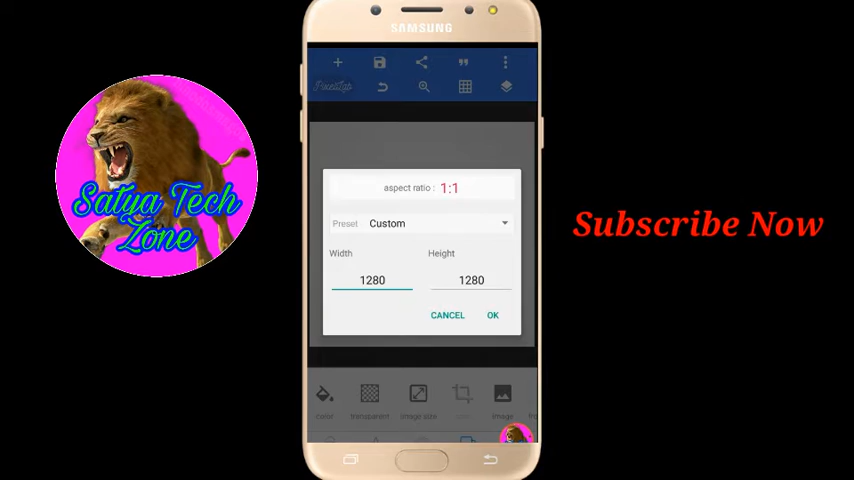 SAMSUNG
PixelLab
aspect ratio : 1:1
Preset Custom
Width Height
1280 1280
CANCEL OK
color transparent image size image
Satya Tech
Zone
Subscribe Now